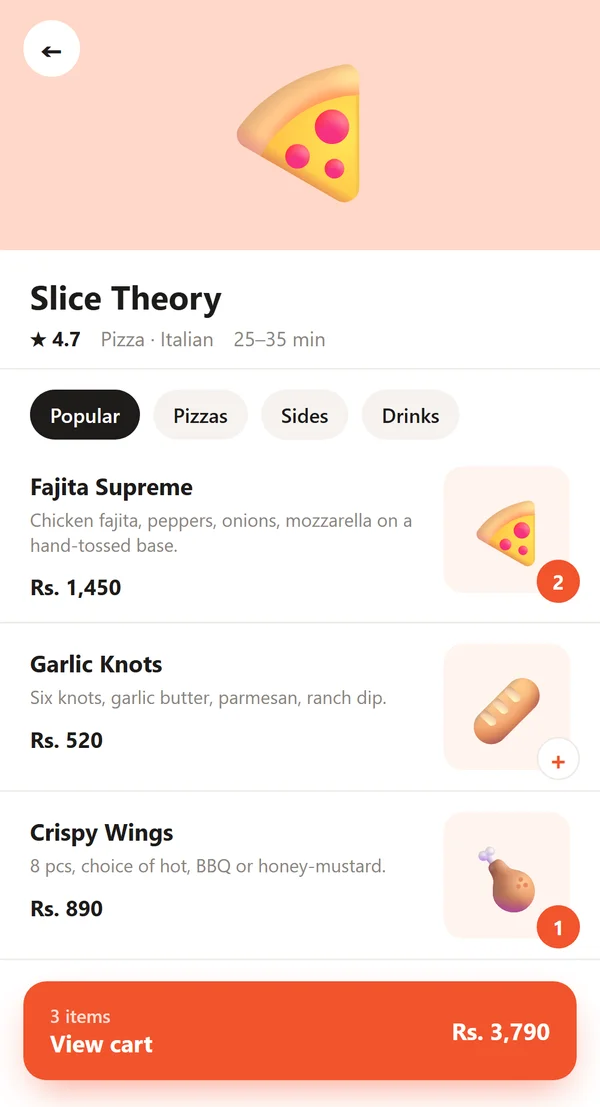 ←
Slice Theory
★ 4.7 Pizza · Italian 25–35 min
Popular Pizzas Sides Drinks
Fajita Supreme
Chicken fajita, peppers, onions, mozzarella on a
hand-tossed base.
Rs. 1,450
2
Garlic Knots
Six knots, garlic butter, parmesan, ranch dip.
Rs. 520
+
Crispy Wings
8 pcs, choice of hot, BBQ or honey-mustard.
Rs. 890
1
3 items
View cart
Rs. 3,790